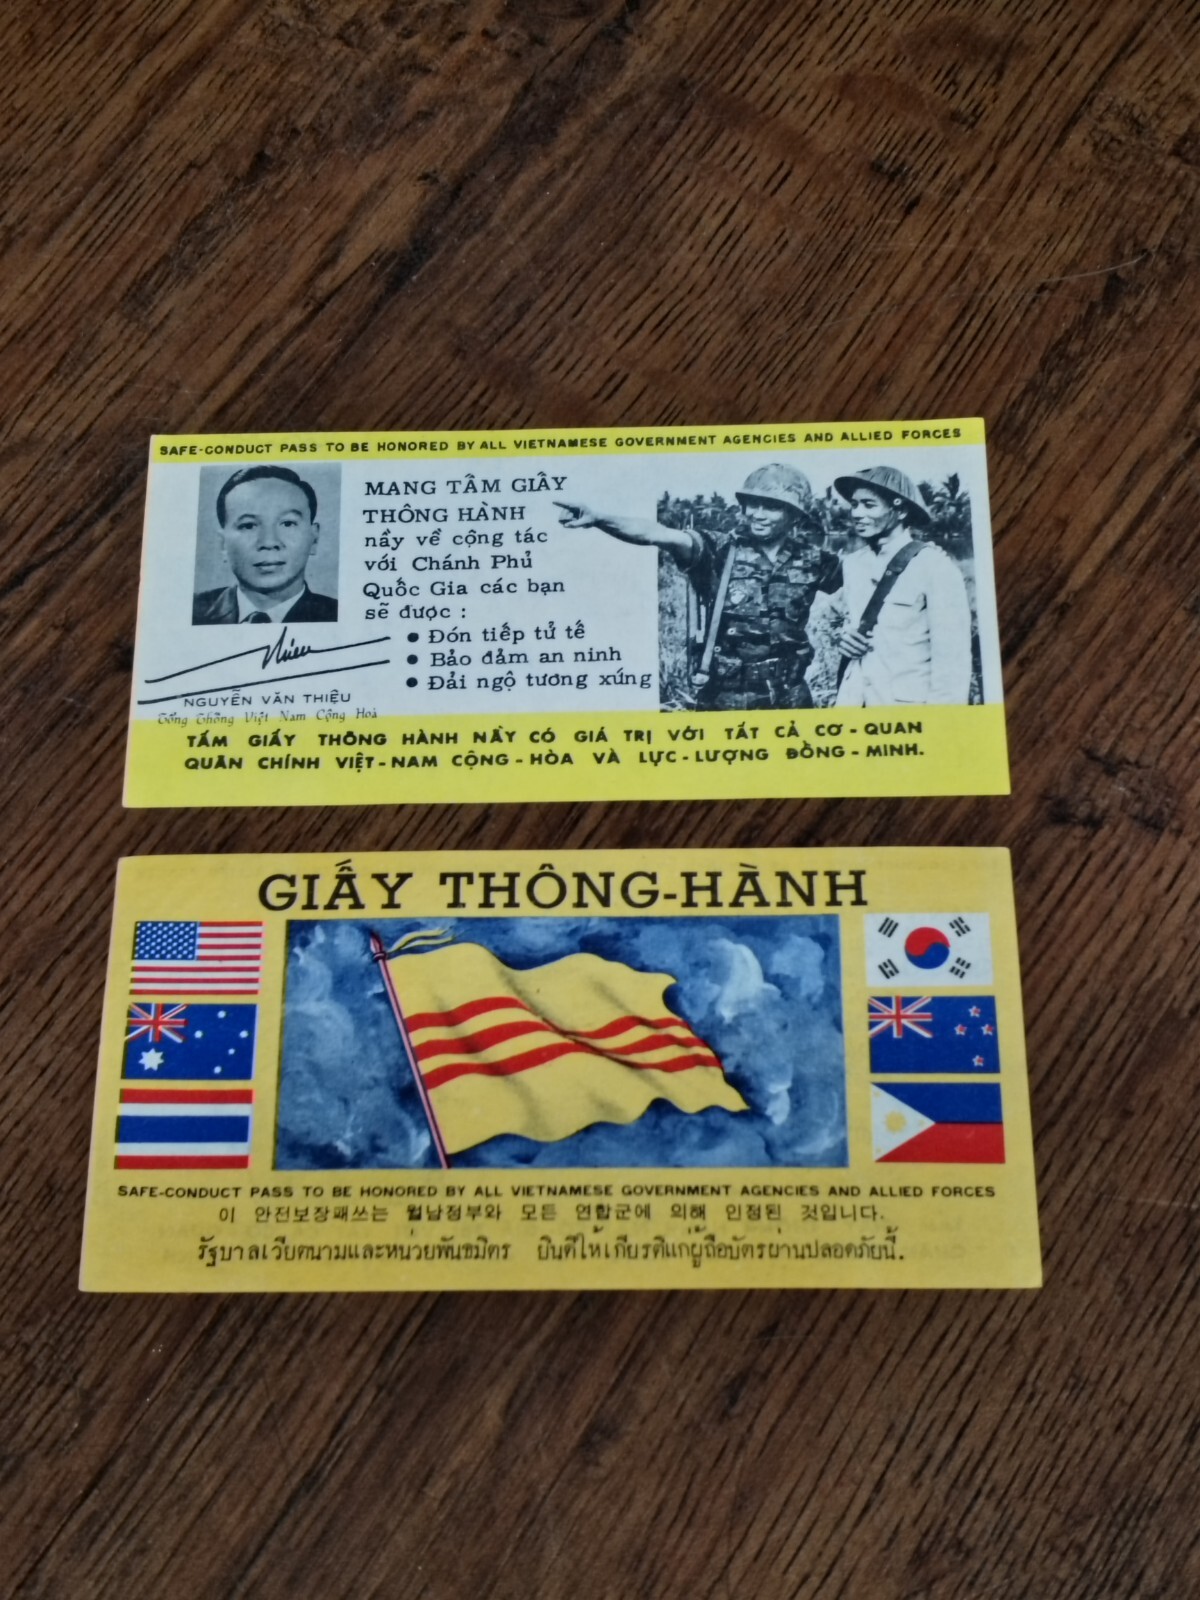 SAFE-CONDUCT PASS TO BE HONORED BY ALL VIETNAMESE GOVERNMENT AGENCIES AND ALLIED FORCES
MANG TẤM GIẤY
THÔNG HÀNH
nầy về cộng tác
với Chánh Phủ
Quốc Gia các bạn
sẽ được :
● Đón tiếp tử tế
● Bảo đảm an ninh
● Đải ngộ tương xứng
NGUYỄN VĂN THIỆU
Tổng Thống Việt Nam Cộng Hoà
TẤM GIẤY THÔNG HÀNH NẦY CÓ GIÁ TRỊ VỚI TẤT CẢ CƠ - QUAN
QUÂN CHÍNH VIỆT - NAM CỘNG - HÒA VÀ LỰC - LƯỢNG ĐỒNG - MINH.
GIẤY THÔNG-HÀNH
SAFE-CONDUCT PASS TO BE HONORED BY ALL VIETNAMESE GOVERNMENT AGENCIES AND ALLIED FORCES
이 안전보장패쓰는 월남정부와 모든 연합군에 의해 인정된 것입니다.
รัฐบาลเวียตนามและหน่วยพันธมิตร ยินดีให้เกียรติแก่ผู้ถือบัตรผ่านปลอดภัยนี้.